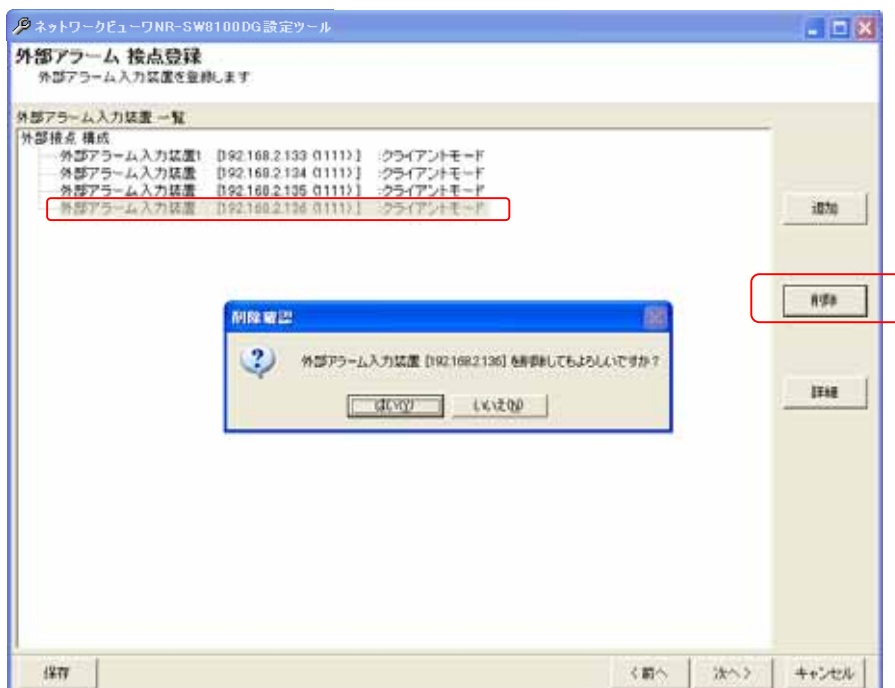 ネットワークビューワNR-SW8100DG設定ツール
外部アラーム 接点登録
外部アラーム入力装置を登録します
外部アラーム入力装置 一覧
外部接点 構成
外部アラーム入力装置1 [192.168.2.133 (1111)] :クライアントモード
外部アラーム入力装置 [192.168.2.134 (1111)] :クライアントモード
外部アラーム入力装置 [192.168.2.135 (1111)] :クライアントモード
外部アラーム入力装置 [192.168.2.136 (1111)] :クライアントモード
追加
削除
削除確認
外部アラーム入力装置 [192.168.2.136] を削除してもよろしいですか?
はい(Y) いいえ(N)
詳細
保存 <前へ 次へ> キャンセル